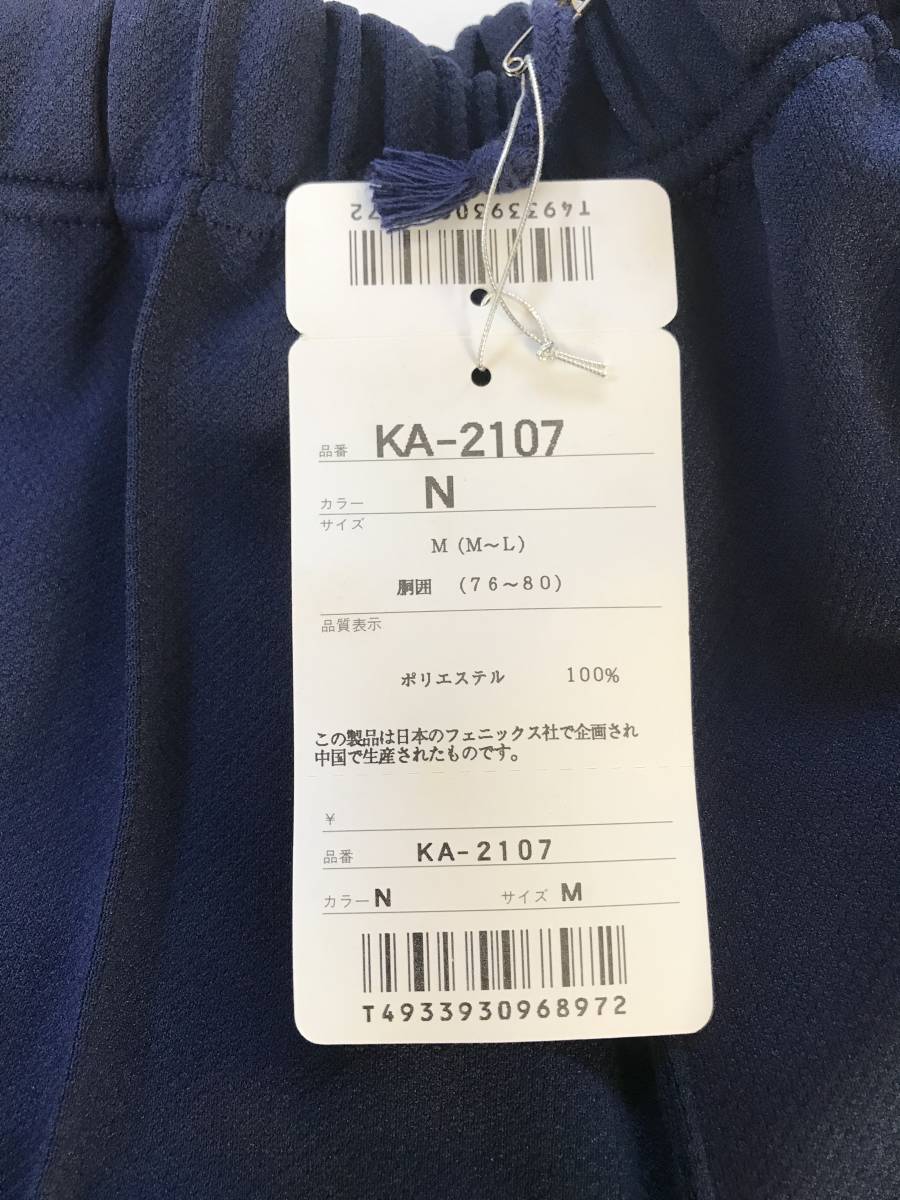 T493393０ 72
品番 KA-2107
カラー N
サイズ
M (M～L)
胴囲 (76～80)
品質表示
ポリエステル 100%
この製品は日本のフェニックス社で企画され
中国で生産されたものです。
¥
品番 KA-2107
カラー N サイズ M
T4933930968972